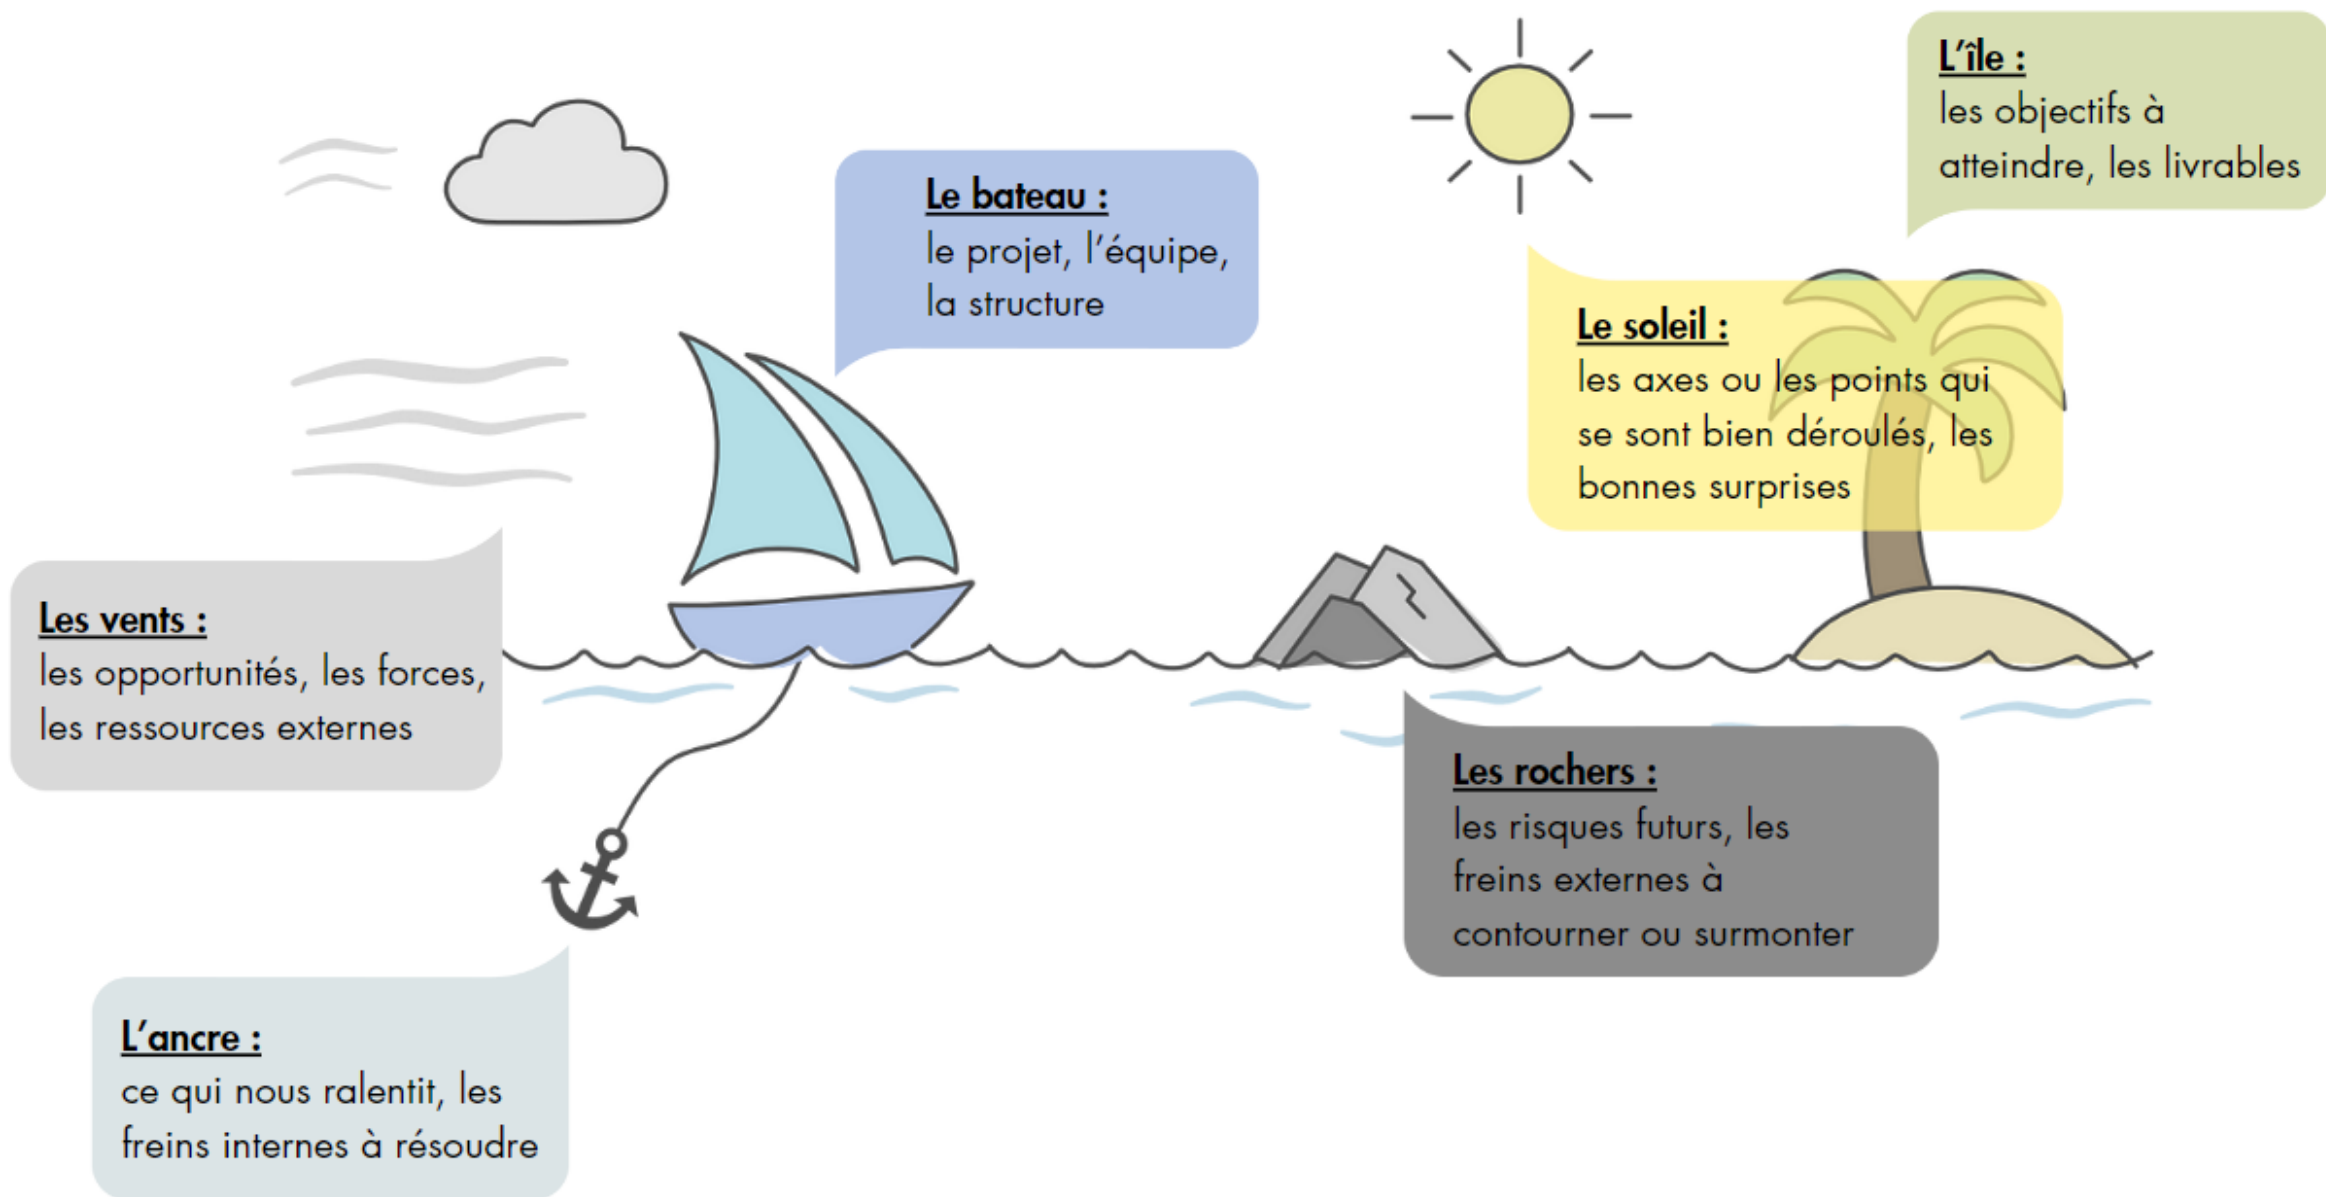 L'île :
les objectifs à
atteindre, les livrables
Le bateau :
le projet, l'équipe,
la structure
Le soleil :
les axes ou les points qui
se sont bien déroulés, les
bonnes surprises
Les vents :
les opportunités, les forces,
les ressources externes
Les rochers :
les risques futurs, les
freins externes à
contourner ou surmonter
L'ancre :
ce qui nous ralentit, les
freins internes à résoudre